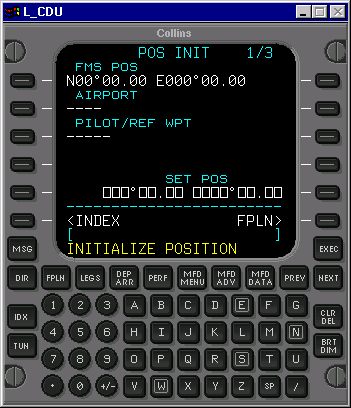 L_CDU
Collins
POS INIT 1/3
FMS POS
N00°00.00 E000°00.00
AIRPORT
----
PILOT/REF WPT
-----
SET POS
□□□°□□.□□ □□□□°□□.□□
------------------------
<INDEX FPLN>
[ ]
INITIALIZE POSITION
MSG EXEC
DIR FPLN LEGS DEP ARR PERF MFD MENU MFD ADV MFD DATA PREV NEXT
1 2 3 A B C D E F G
IDX 4 5 6 H I J K L M N CLR DEL
TUN 7 8 9 O P Q R S T U BRT DIM
. 0 +/- V W X Y Z SP /